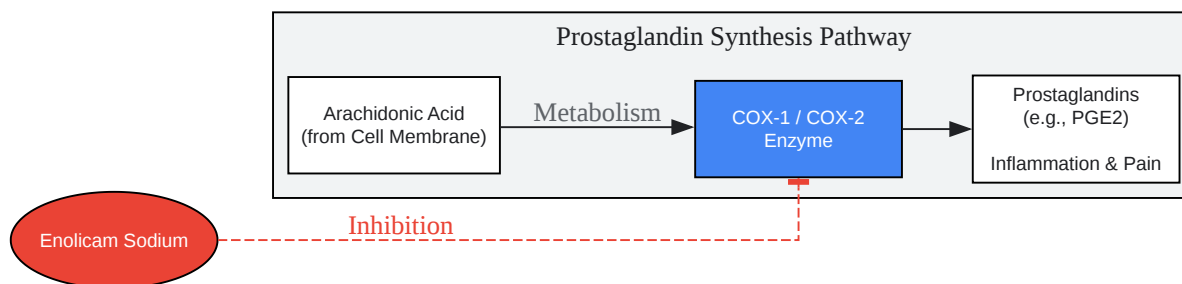 Prostaglandin Synthesis Pathway
Arachidonic Acid
(from Cell Membrane)
Metabolism
COX-1 / COX-2
Enzyme
Prostaglandins
(e.g., PGE2)
Inflammation & Pain
Enolicam Sodium
Inhibition